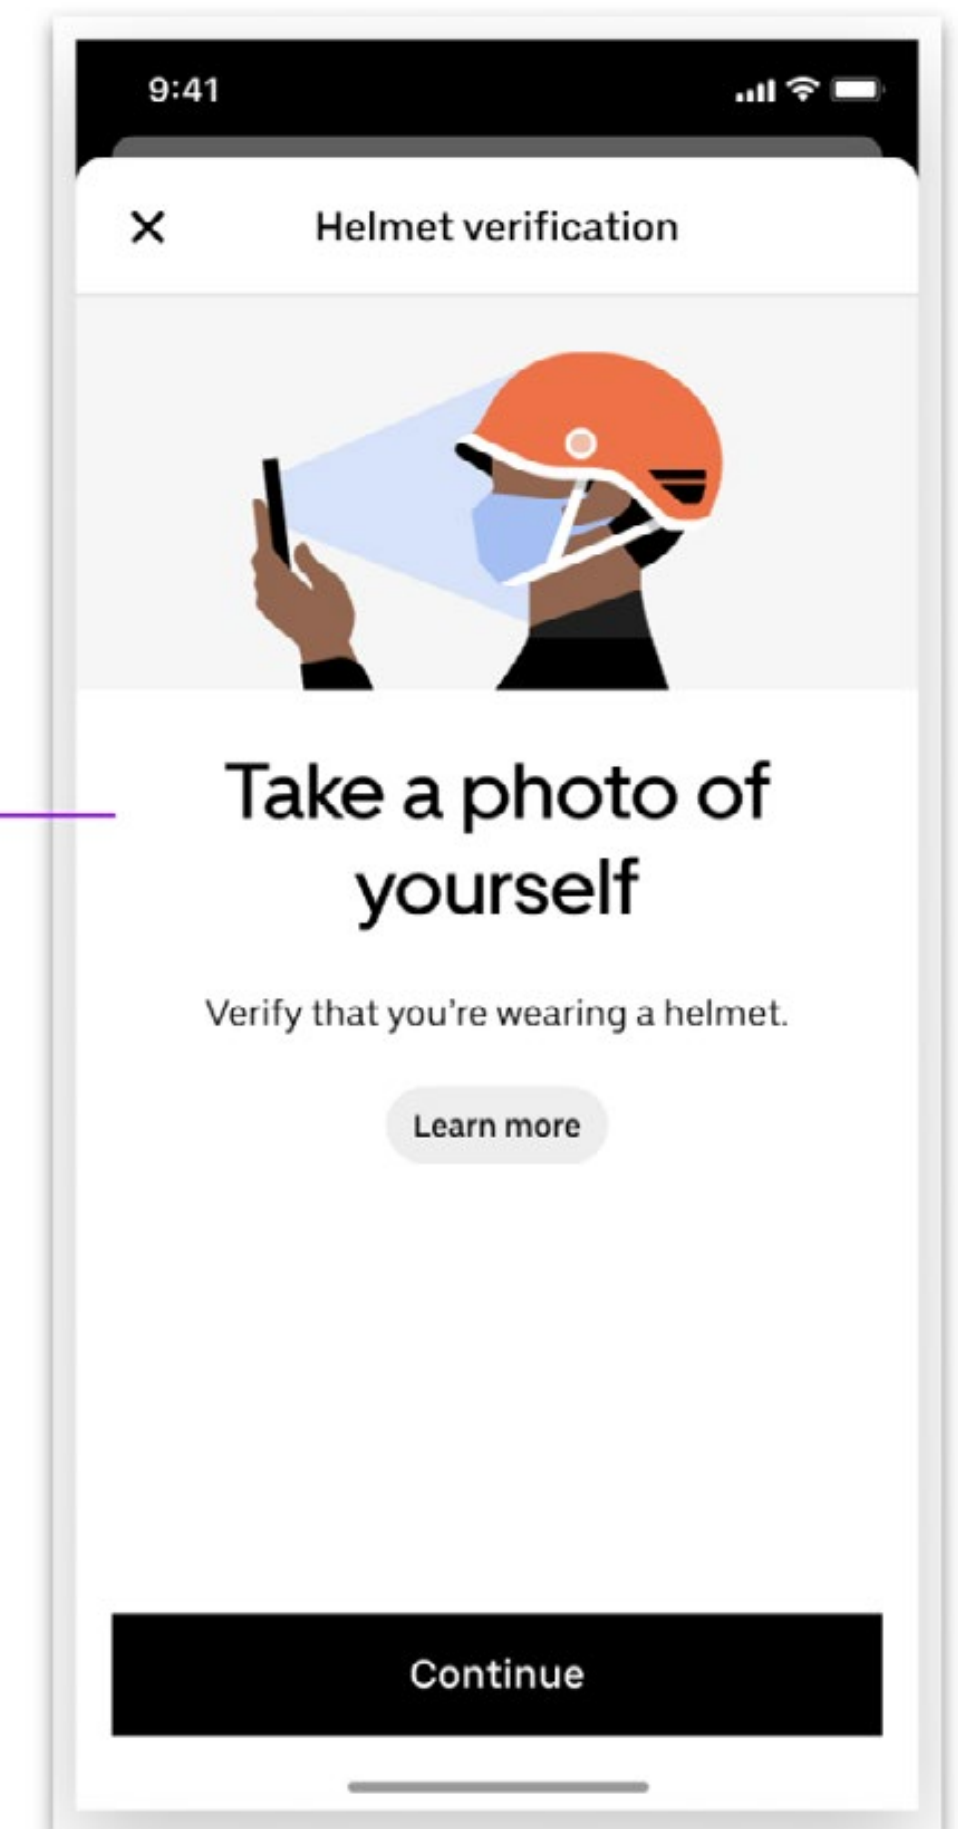 9:41
Helmet verification
Take a photo of
yourself
Verify that you're wearing a helmet.
Learn more
Continue